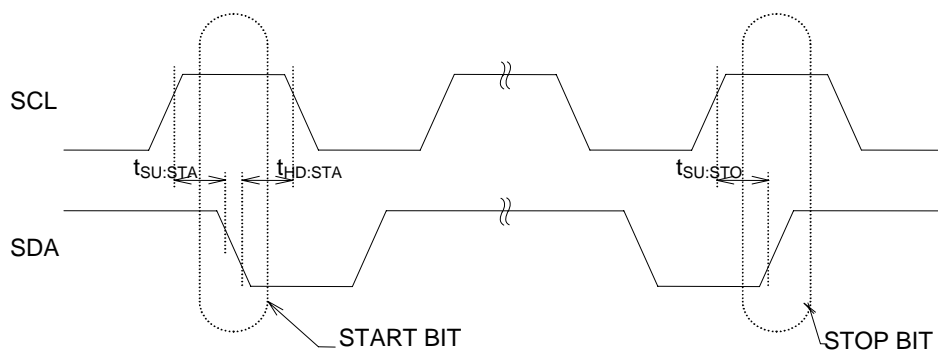 SCL
tSU:STA
tHD:STA
tSU:STO
SDA
START BIT
STOP BIT